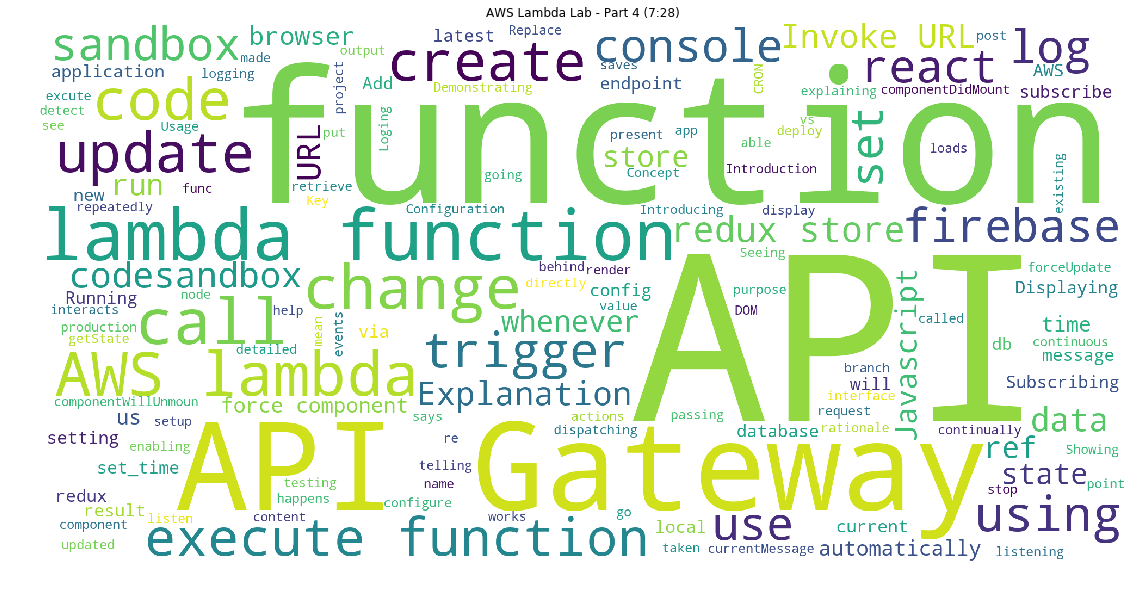 AWS Lambda Lab - Part 4 (7:28)
sandbox
browser
made
output
latest
Replace
create
console
saves
Invoke URL
post
log
application
logging
project
Add
Demonstrating
endpoint
CRON
explaining
react
componentDidMount
AWS
subscribe
excute
detect
see
code
Usage
function
put
Loging
present
app
vs
deploy
able
set
loads
existing
update
URL
store
Concept
Introduction
run
new
func
retrieve
Key
going
repeatedly
Configuration
Introducing
display
lambda function
redux store
firebase
Seeing
codesandbox
change
behind
render
directly
config
value
purpose
DOM
Javascript
forceUpdate
Displaying
Running
node
interacts
help
production
getState
call
mean
events
via
whenever
called
time
continuous
message
db
detailed
trigger
API
AWS lambda
Explanation
branch
will
interface
request
Subscribing
componentWillUnmoun
force component
says
actions
passing
us
setup
dispatching
database
rationale
continually
data
setting
enabling
API Gateway
re
ref
Showing
set_time
telling
name
testing
happens
configure
state
stop
point
redux
result
listen
content
works
go
component
execute function
local
use
current
using
updated
taken
currentMessage
automatically
listening